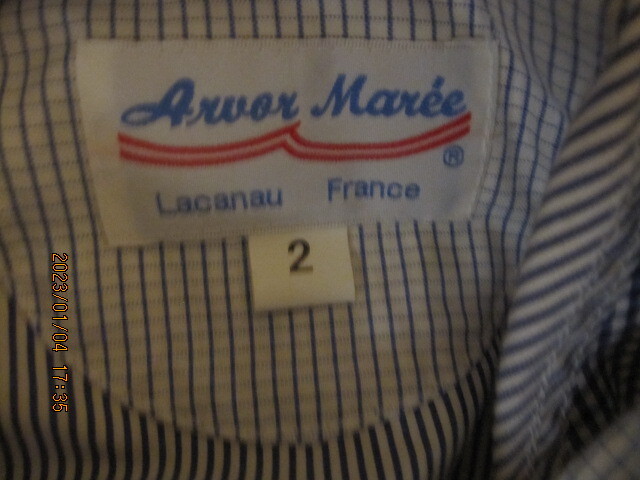 Arvor Marée
®
Lacanau France
2
2023/01/04 17:35